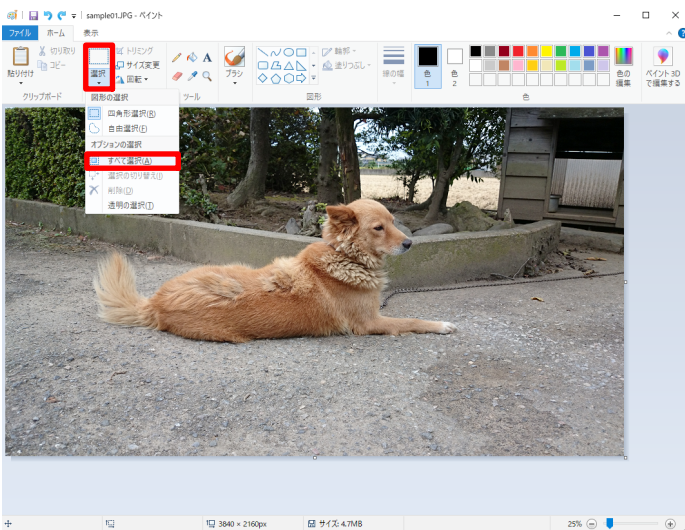 sample01.JPG - ペイント
ファイル ホーム 表示
貼り付け
切り取り
コピー
クリップボード
選択
トリミング
サイズ変更
回転
図形の選択
四角形選択(R)
自由選択(F)
オプションの選択
すべて選択(A)
選択の切り替え(I)
削除(D)
透明の選択(T)
A
ツール
ブラシ
輪郭
塗りつぶし
図形
線の幅
色
1
色
2
色の
編集
色
ペイント 3D
で編集する
3840 × 2160px
サイズ: 4.7MB
25%